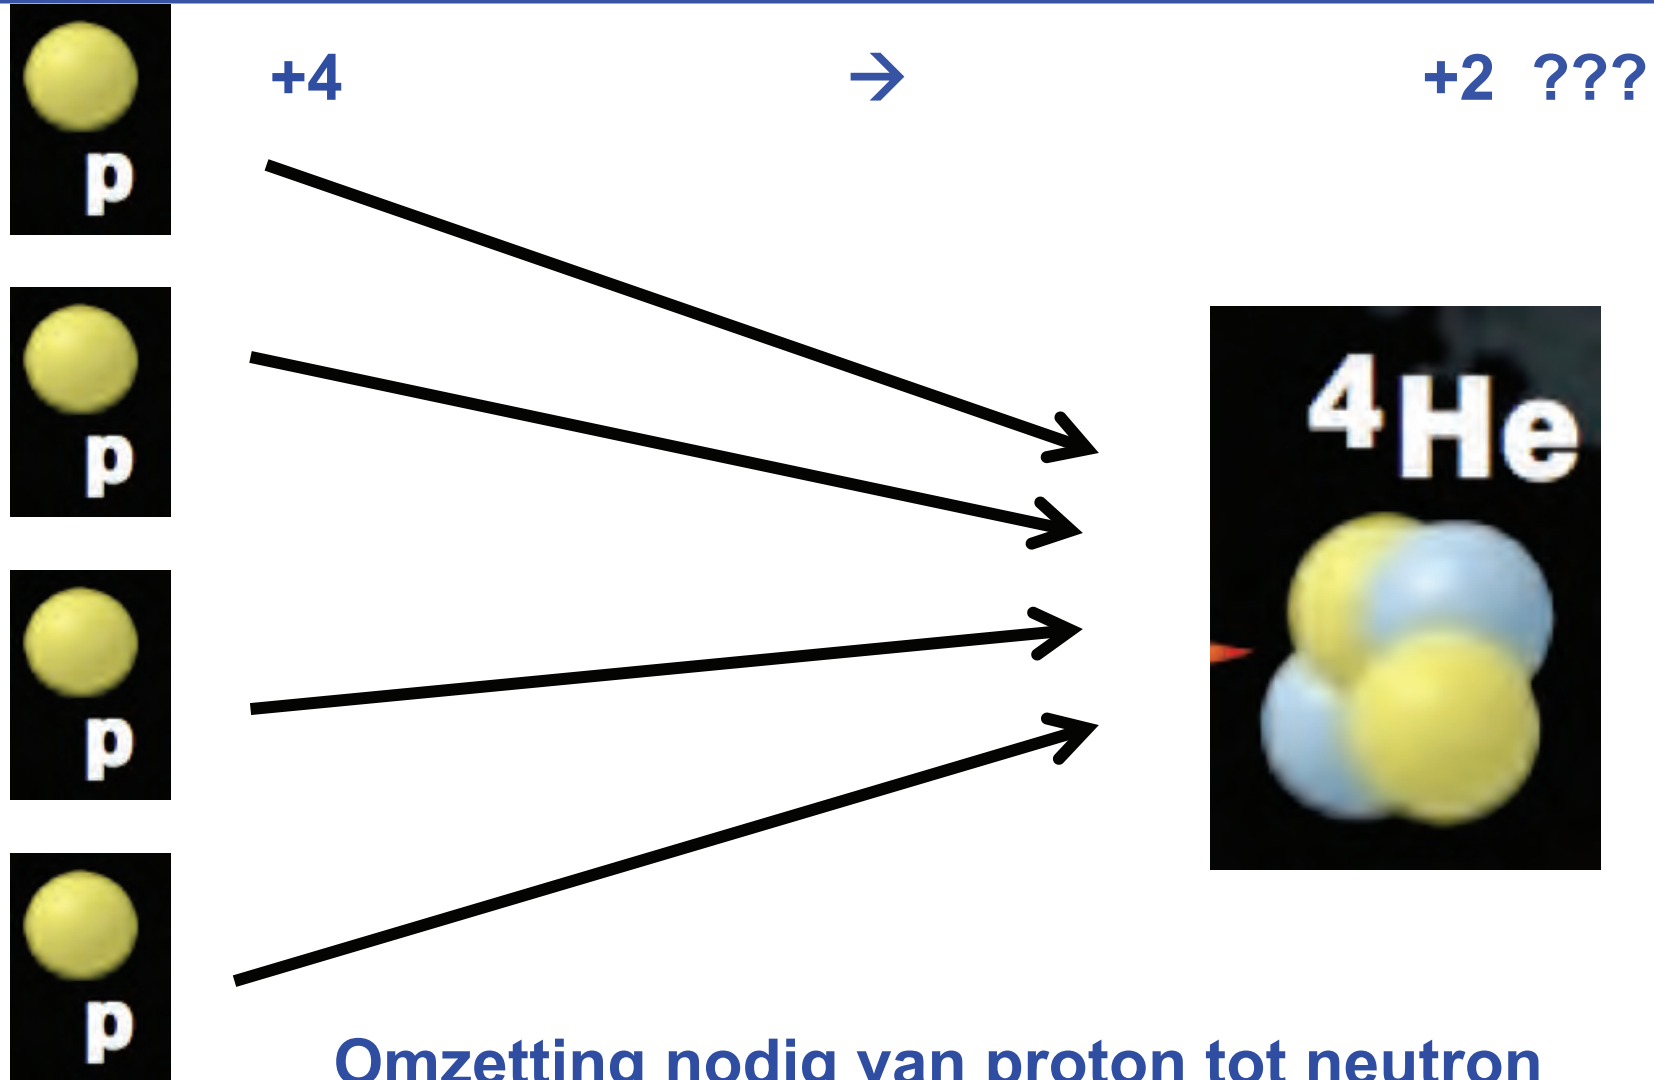 +4 → +2 ???
p
p
4He
p
p
Omzetting nodig van proton tot neutron